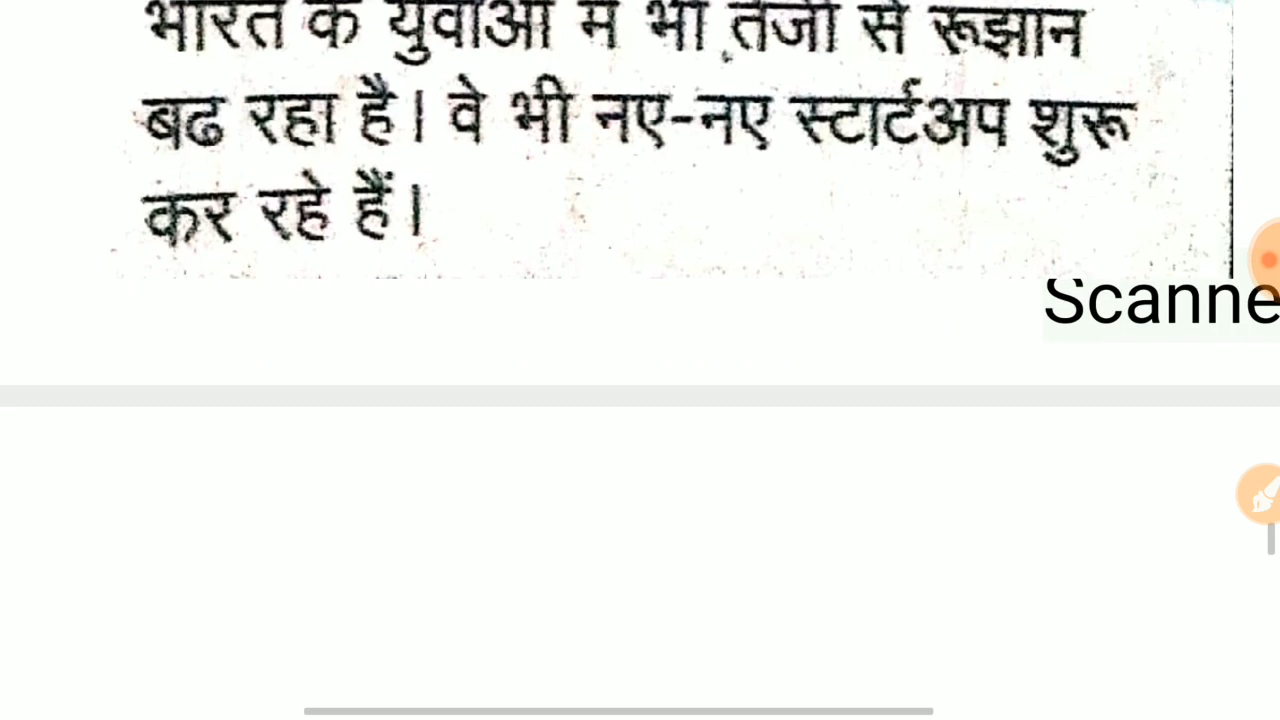 भारत के युवाओं में भी तेजी से रूझान
बढ रहा है। वे भी नए-नए स्टार्टअप शुरू
कर रहे हैं।
Scanne